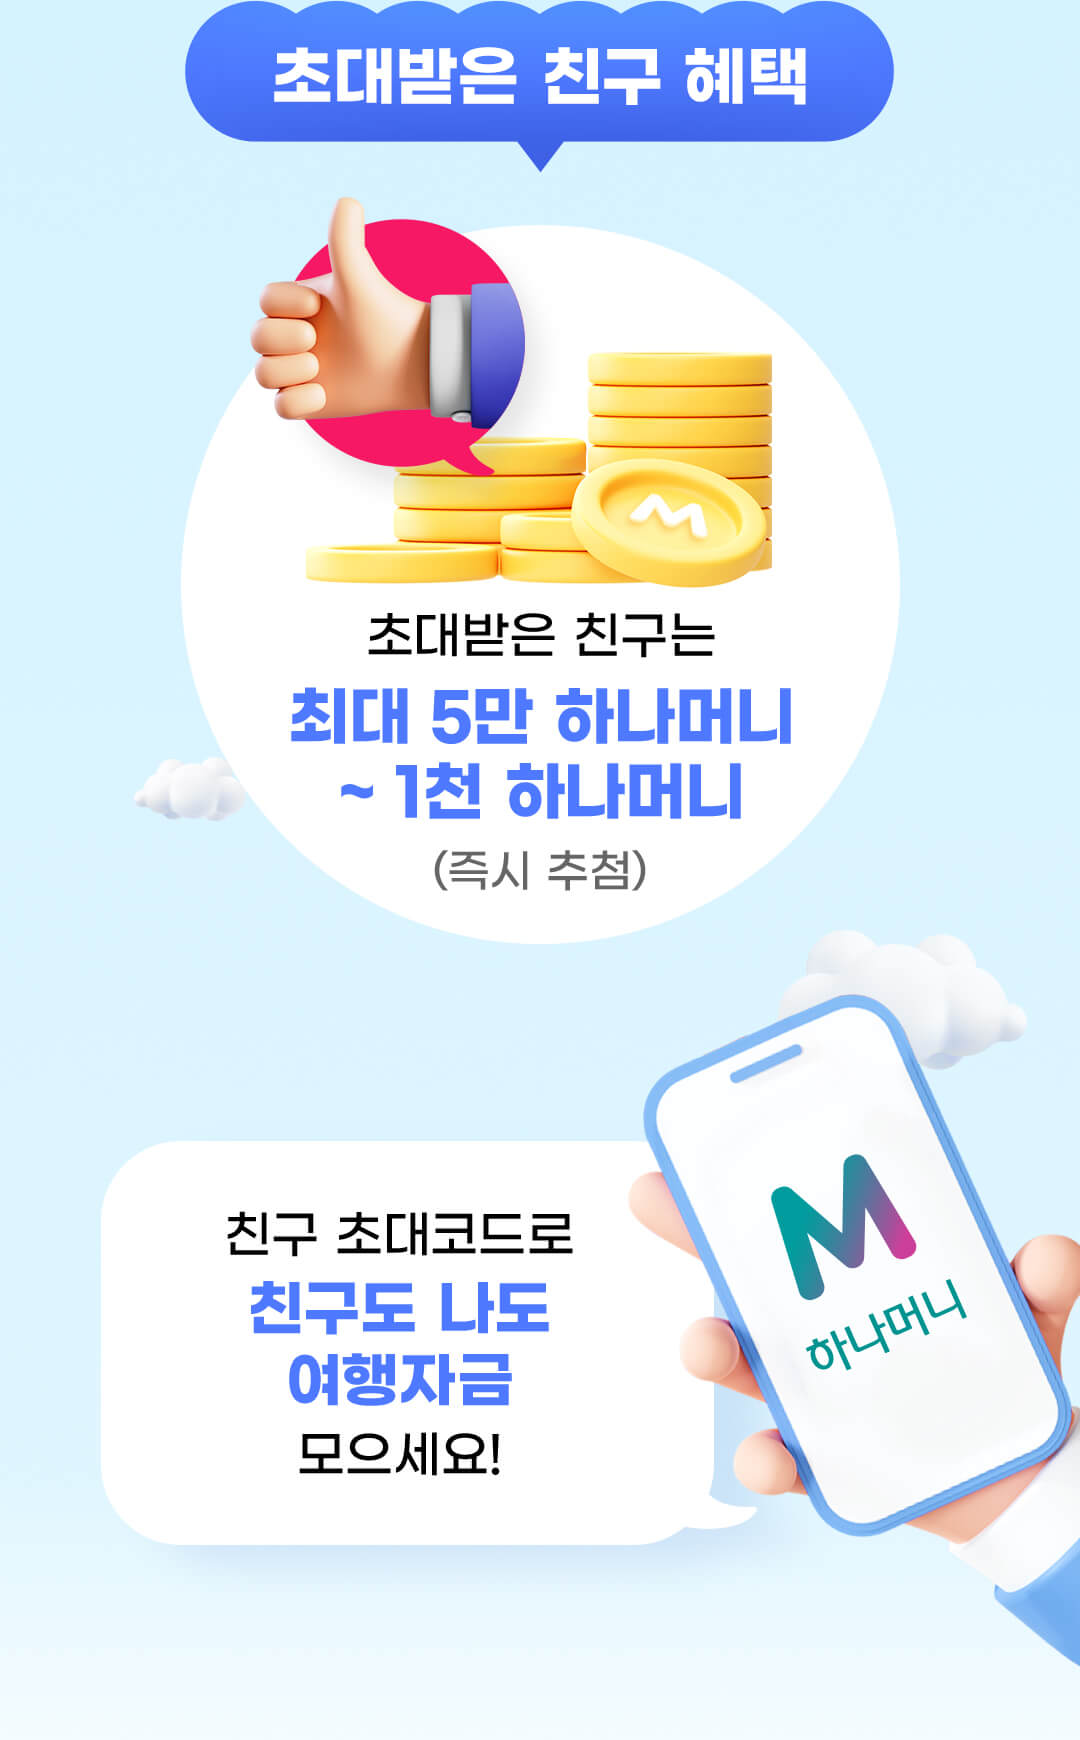 초대받은 친구 혜택
초대받은 친구는
최대 5만 하나머니
~ 1천 하나머니
(즉시 추첨)
M
하나머니
친구 초대코드로
친구도 나도
여행자금
모으세요!